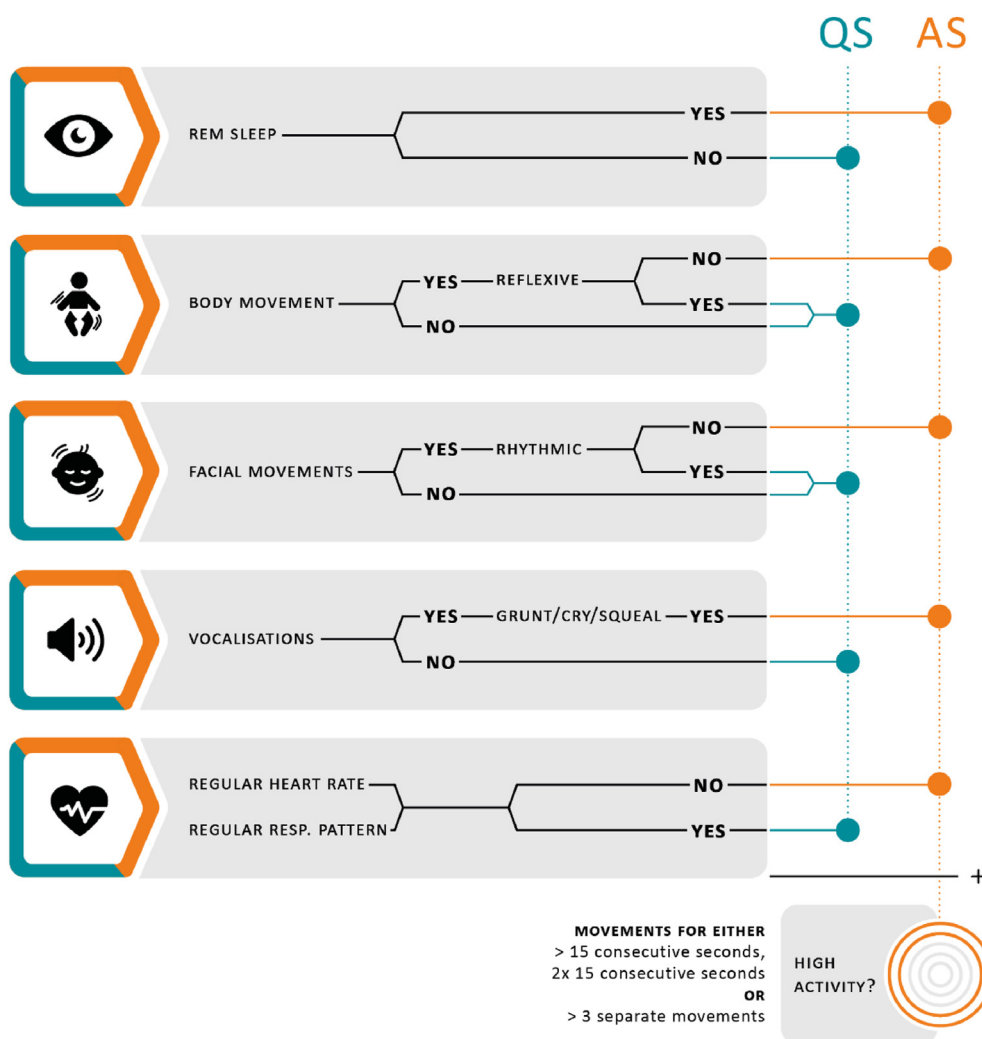 QS AS
REM SLEEP
YES
NO
BODY MOVEMENT
YES REFLEXIVE
NO
YES
NO
FACIAL MOVEMENTS
YES RHYTHMIC
NO
YES
NO
VOCALISATIONS
YES GRUNT/CRY/SQUEAL YES
NO
REGULAR HEART RATE
REGULAR RESP. PATTERN
NO
YES
+
MOVEMENTS FOR EITHER
> 15 consecutive seconds,
2x 15 consecutive seconds
OR
> 3 separate movements
HIGH
ACTIVITY?